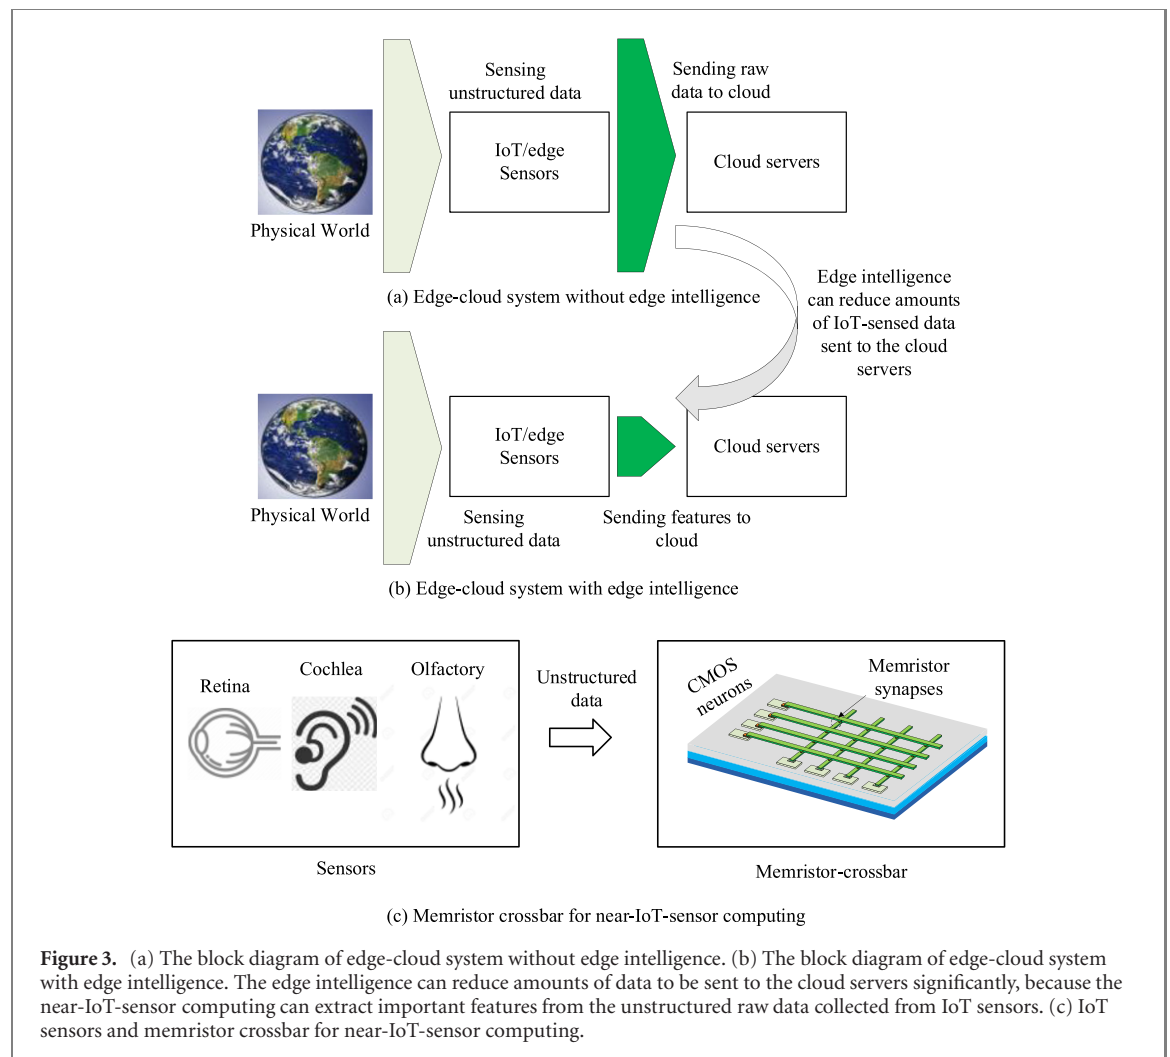 Sensing
unstructured data
Sending raw
data to cloud
IoT/edge
Sensors
Cloud servers
Physical World
(a) Edge-cloud system without edge intelligence
Edge intelligence
can reduce amounts
of IoT-sensed data
sent to the cloud
servers
IoT/edge
Sensors
Cloud servers
Physical World
Sensing
unstructured data
Sending features to
cloud
(b) Edge-cloud system with edge intelligence
Retina
Cochlea
Olfactory
Unstructured
data
CMOS
neurons
Memristor
synapses
Sensors
Memristor-crossbar
(c) Memristor crossbar for near-IoT-sensor computing
Figure 3. (a) The block diagram of edge-cloud system without edge intelligence. (b) The block diagram of edge-cloud system
with edge intelligence. The edge intelligence can reduce amounts of data to be sent to the cloud servers significantly, because the
near-IoT-sensor computing can extract important features from the unstructured raw data collected from IoT sensors. (c) IoT
sensors and memristor crossbar for near-IoT-sensor computing.